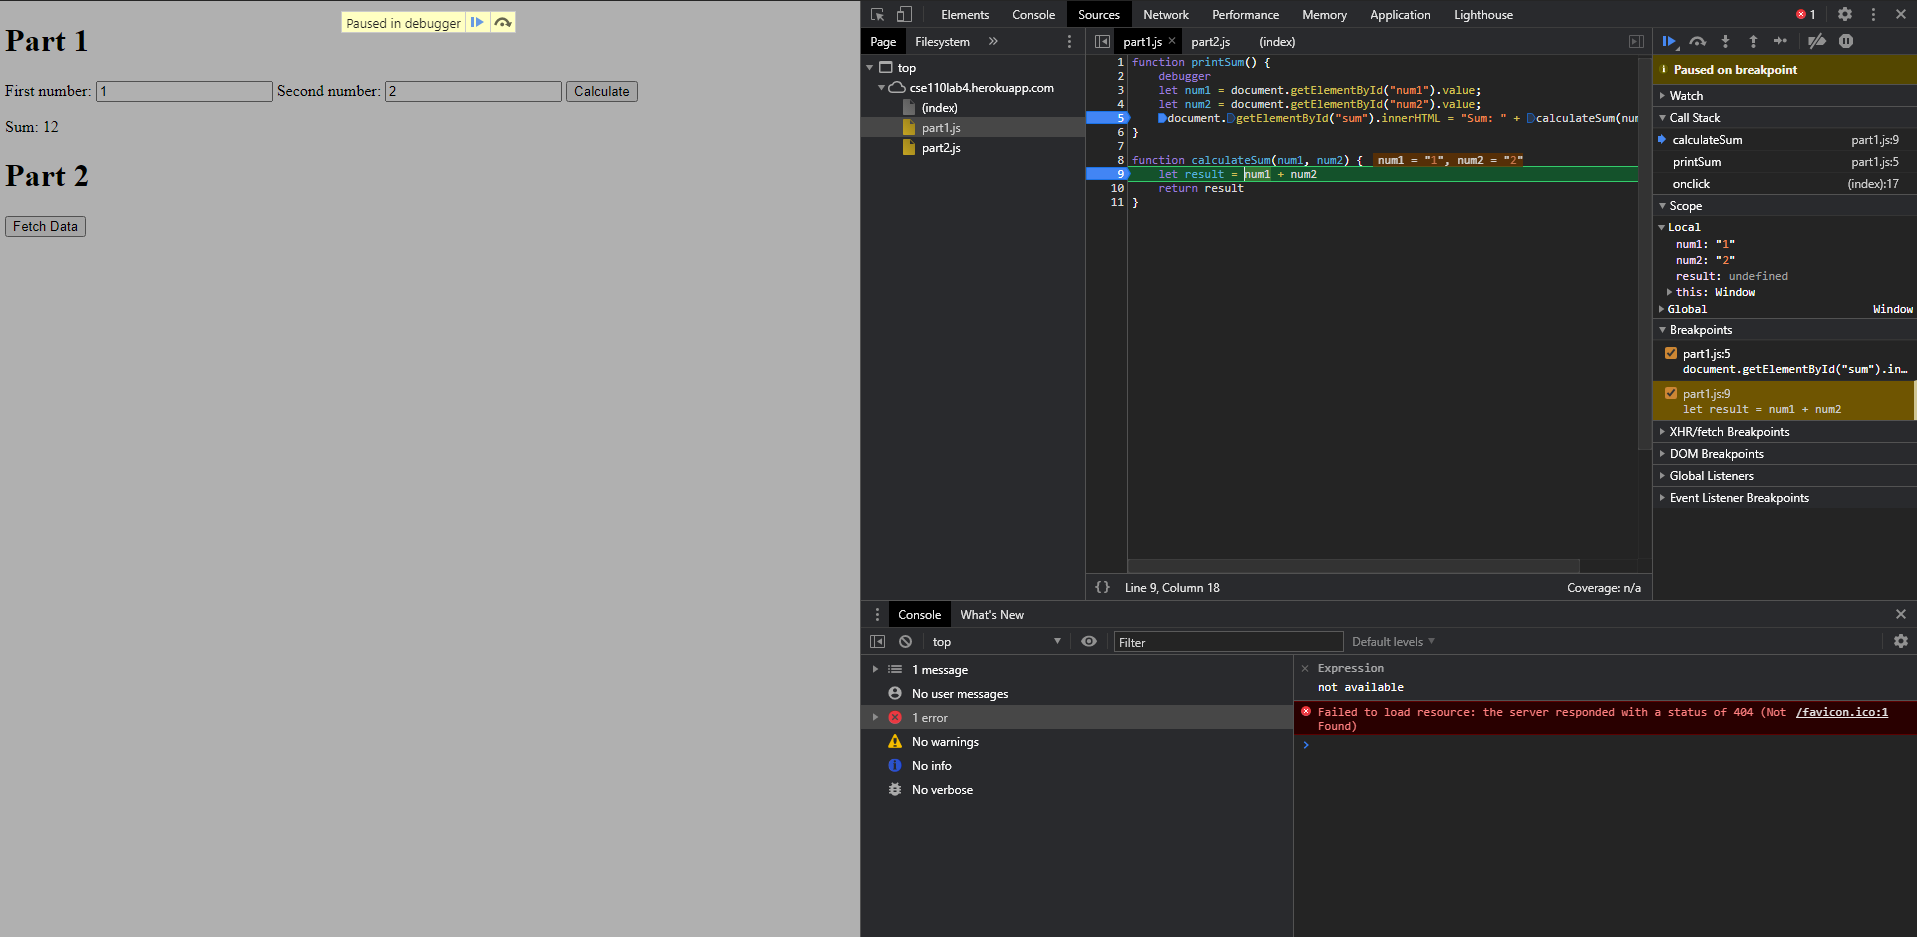 Paused in debugger
Part 1
First number: 1 Second number: 2 Calculate
Sum: 12
Part 2
Fetch Data
Elements Console Sources Network Performance Memory Application Lighthouse 1
Page Filesystem »
top
cse110lab4.herokuapp.com
(index)
part1.js
part2.js
part1.js × part2.js (index)
1 function printSum() {
2 debugger
3 let num1 = document.getElementById("num1").value;
4 let num2 = document.getElementById("num2").value;
5 document.getElementById("sum").innerHTML = "Sum: " + calculateSum(nu
6 }
7
8 function calculateSum(num1, num2) { num1 = "1", num2 = "2"
9 let result = num1 + num2
10 return result
11 }
{} Line 9, Column 18 Coverage: n/a
Paused on breakpoint
Watch
Call Stack
calculateSum part1.js:9
printSum part1.js:5
onclick (index):17
Scope
Local
num1: "1"
num2: "2"
result: undefined
this: Window
Global Window
Breakpoints
part1.js:5
document.getElementById("sum").in…
part1.js:9
let result = num1 + num2
XHR/fetch Breakpoints
DOM Breakpoints
Global Listeners
Event Listener Breakpoints
Console What's New
top Filter Default levels
1 message
No user messages
1 error
No warnings
No info
No verbose
Expression
not available
Failed to load resource: the server responded with a status of 404 (Not /favicon.ico:1
Found)